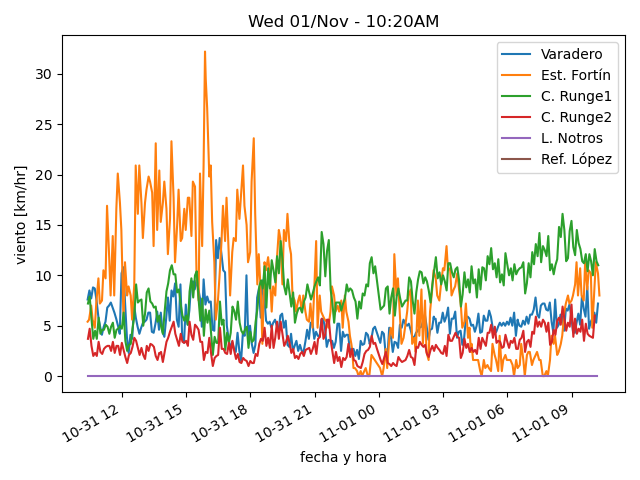 Wed 01/Nov - 10:20AM
Varadero
Est. Fortín
C. Runge1
C. Runge2
L. Notros
Ref. López
viento [km/hr]
30
25
20
15
10
5
0
10-31 12
10-31 15
10-31 18
10-31 21
11-01 00
11-01 03
11-01 06
11-01 09
fecha y hora